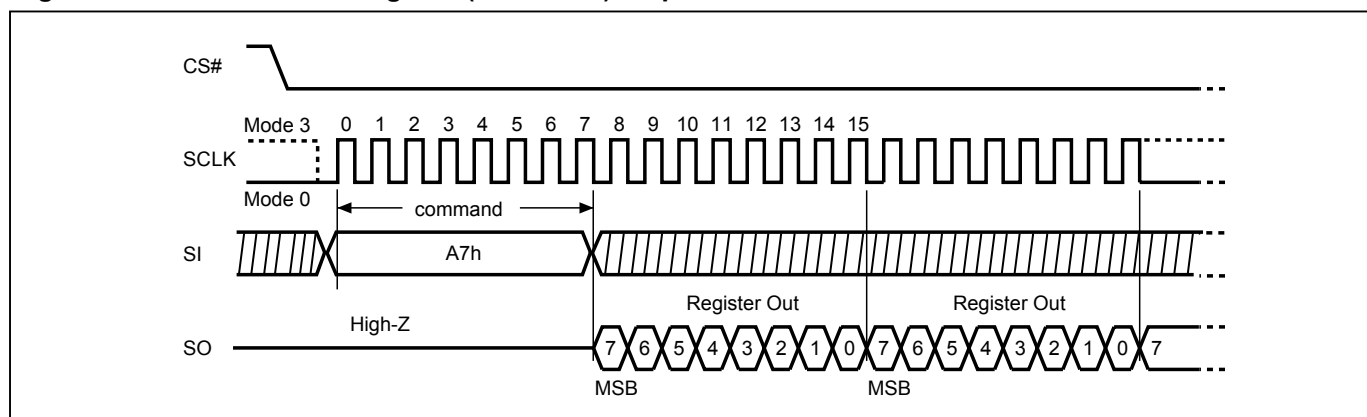 CS#
Mode 3 0 1 2 3 4 5 6 7 8 9 10 11 12 13 14 15
SCLK
Mode 0
command
SI A7h
Register Out Register Out
High-Z
SO 7 6 5 4 3 2 1 0 7 6 5 4 3 2 1 0 7
MSB MSB